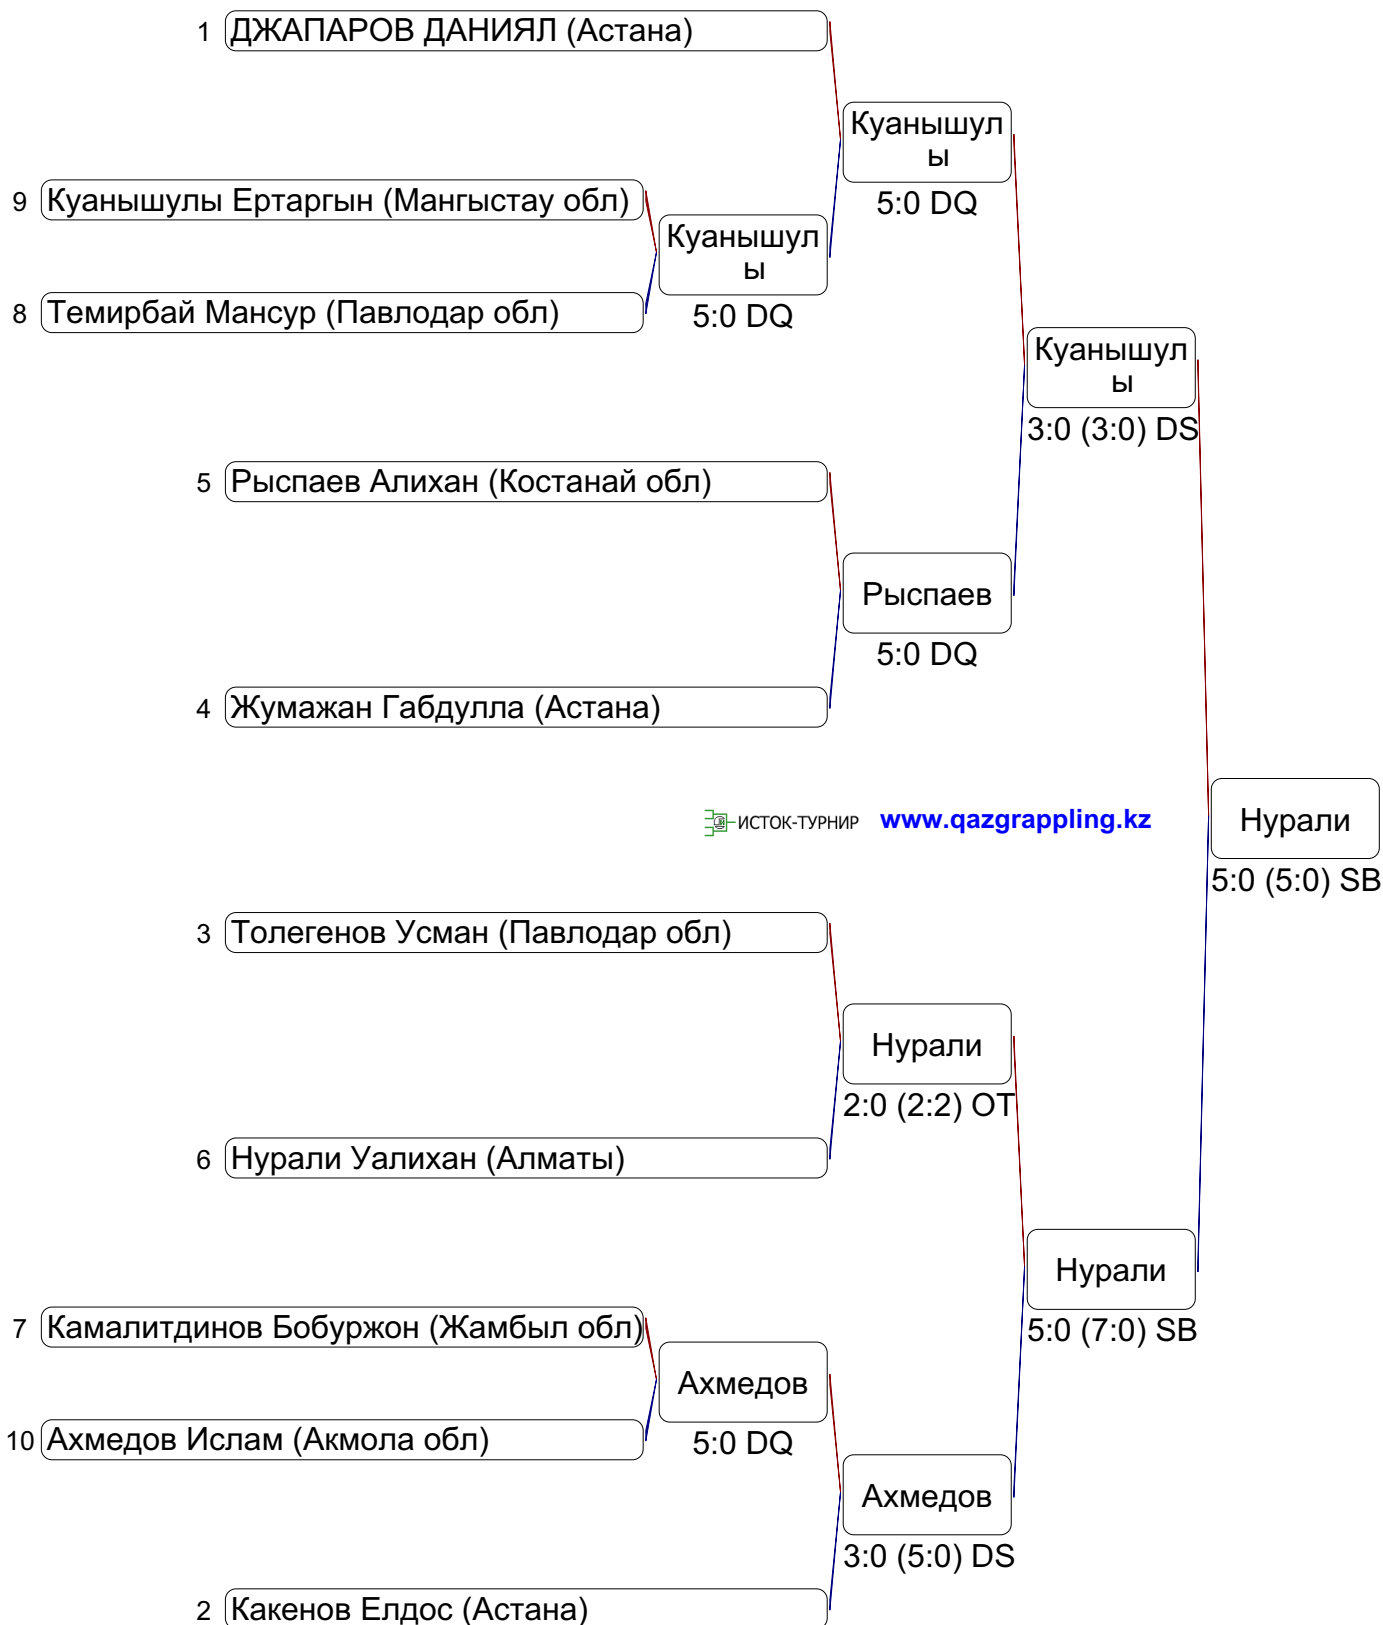 1 ДЖАПАРОВ ДАНИЯЛ (Астана)
Куанышул
ы
5:0 DQ
9 Куанышулы Ертаргын (Мангыстау обл)
Куанышул
ы
5:0 DQ
8 Темирбай Мансур (Павлодар обл)
Куанышул
ы
3:0 (3:0) DS
5 Рыспаев Алихан (Костанай обл)
Рыспаев
5:0 DQ
4 Жумажан Габдулла (Астана)
ИСТОК-ТУРНИР www.qazgrappling.kz
Нурали
5:0 (5:0) SB
3 Толегенов Усман (Павлодар обл)
Нурали
2:0 (2:2) OT
6 Нурали Уалихан (Алматы)
Нурали
5:0 (7:0) SB
7 Камалитдинов Бобуржон (Жамбыл обл)
Ахмедов
5:0 DQ
10 Ахмедов Ислам (Акмола обл)
Ахмедов
3:0 (5:0) DS
2 Какенов Елдос (Астана)